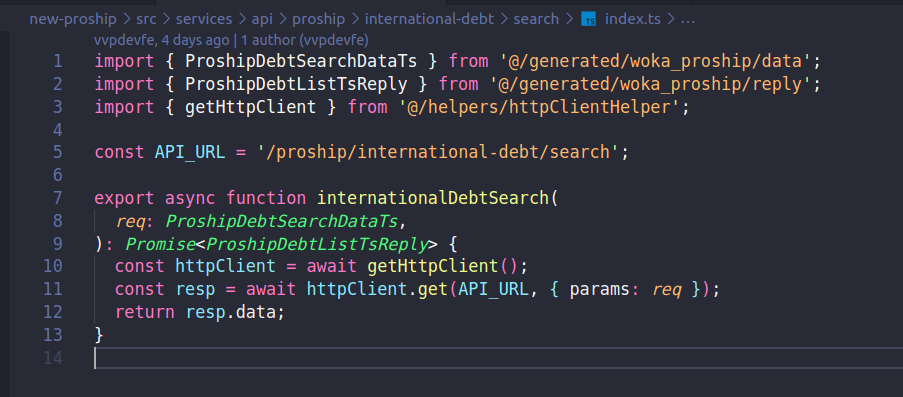 new-proship > src > services > api > proship > international-debt > search > TS index.ts > ...
vvpdevfe, 4 days ago | 1 author (vvpdevfe)
1 import { ProshipDebtSearchDataTs } from '@/generated/woka_proship/data';
2 import { ProshipDebtListTsReply } from '@/generated/woka_proship/reply';
3 import { getHttpClient } from '@/helpers/httpClientHelper';
4
5 const API_URL = '/proship/international-debt/search';
6
7 export async function internationalDebtSearch(
8   req: ProshipDebtSearchDataTs,
9 ): Promise<ProshipDebtListTsReply> {
10   const httpClient = await getHttpClient();
11   const resp = await httpClient.get(API_URL, { params: req });
12   return resp.data;
13 }
14